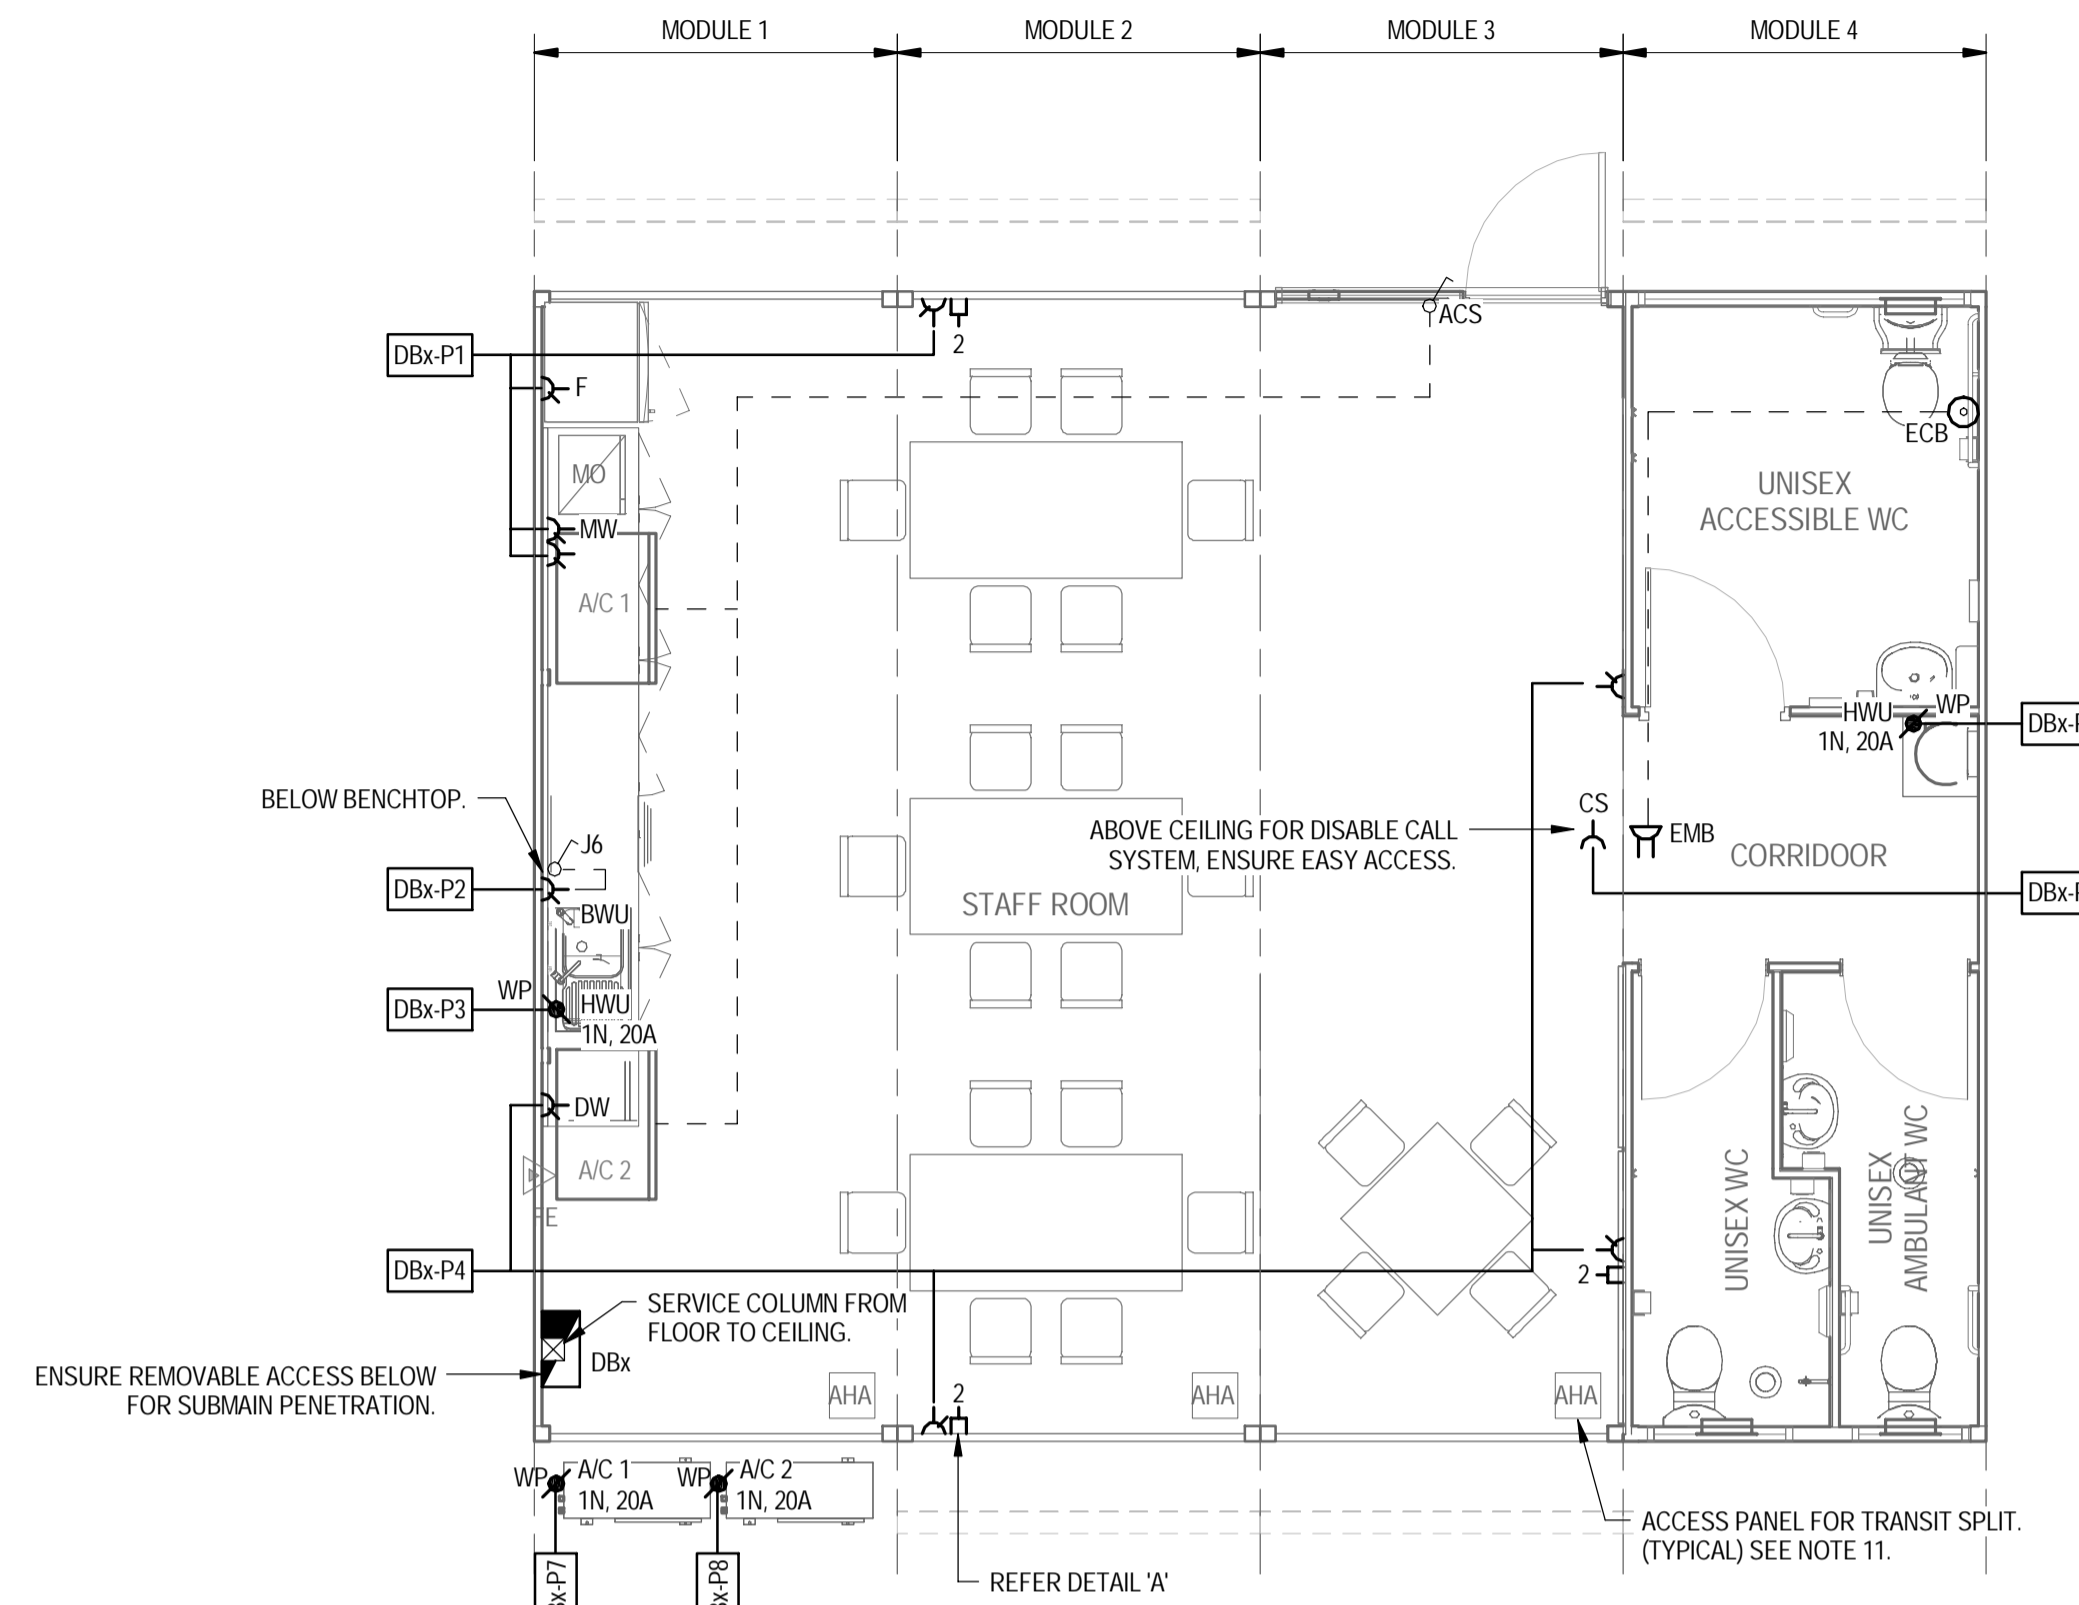 MODULE 1
MODULE 2
MODULE 3
MODULE 4
DBx-P1
2
ACS
F
ECB
MO
UNISEX
ACCESSIBLE WC
MW
A/C 1
HWU
WP
1N, 20A
BELOW BENCHTOP.
CS
ABOVE CEILING FOR DISABLE CALL
SYSTEM, ENSURE EASY ACCESS.
EMB
CORRIDOOR
J6
DBx-P2
STAFF ROOM
BWU
WP
DBx-P3
HWU
1N, 20A
DW
A/C 2
UNISEX WC
UNISEX
AMBULANT WC
DBx-P4
2
SERVICE COLUMN FROM
FLOOR TO CEILING.
DBx
ENSURE REMOVABLE ACCESS BELOW
FOR SUBMAIN PENETRATION.
AHA
2
AHA
AHA
WP
A/C 1
1N, 20A
WP
A/C 2
1N, 20A
ACCESS PANEL FOR TRANSIT SPLIT.
(TYPICAL) SEE NOTE 11.
REFER DETAIL 'A'